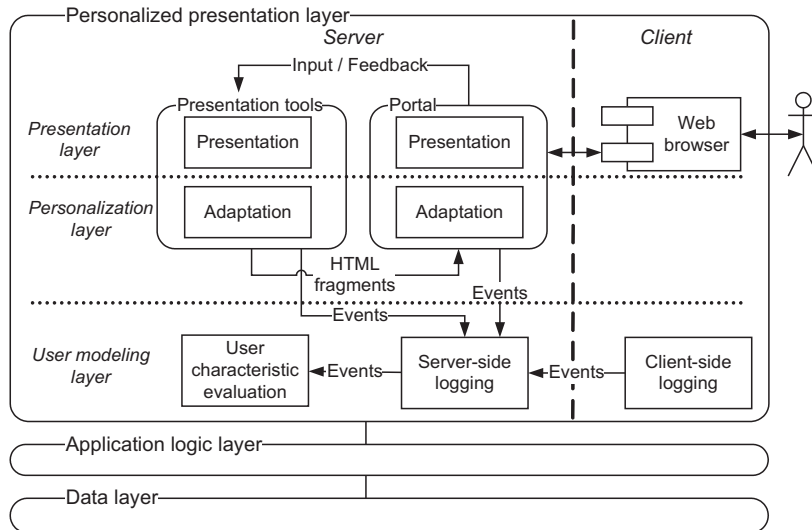 Personalized presentation layer
Server
Client
Input / Feedback
Presentation tools
Portal
Presentation
layer
Presentation
Presentation
Web
browser
Personalization
layer
Adaptation
Adaptation
HTML
fragments
Events
Events
User modeling
layer
User
characteristic
evaluation
Events
Server-side
logging
Events
Client-side
logging
Application logic layer
Data layer